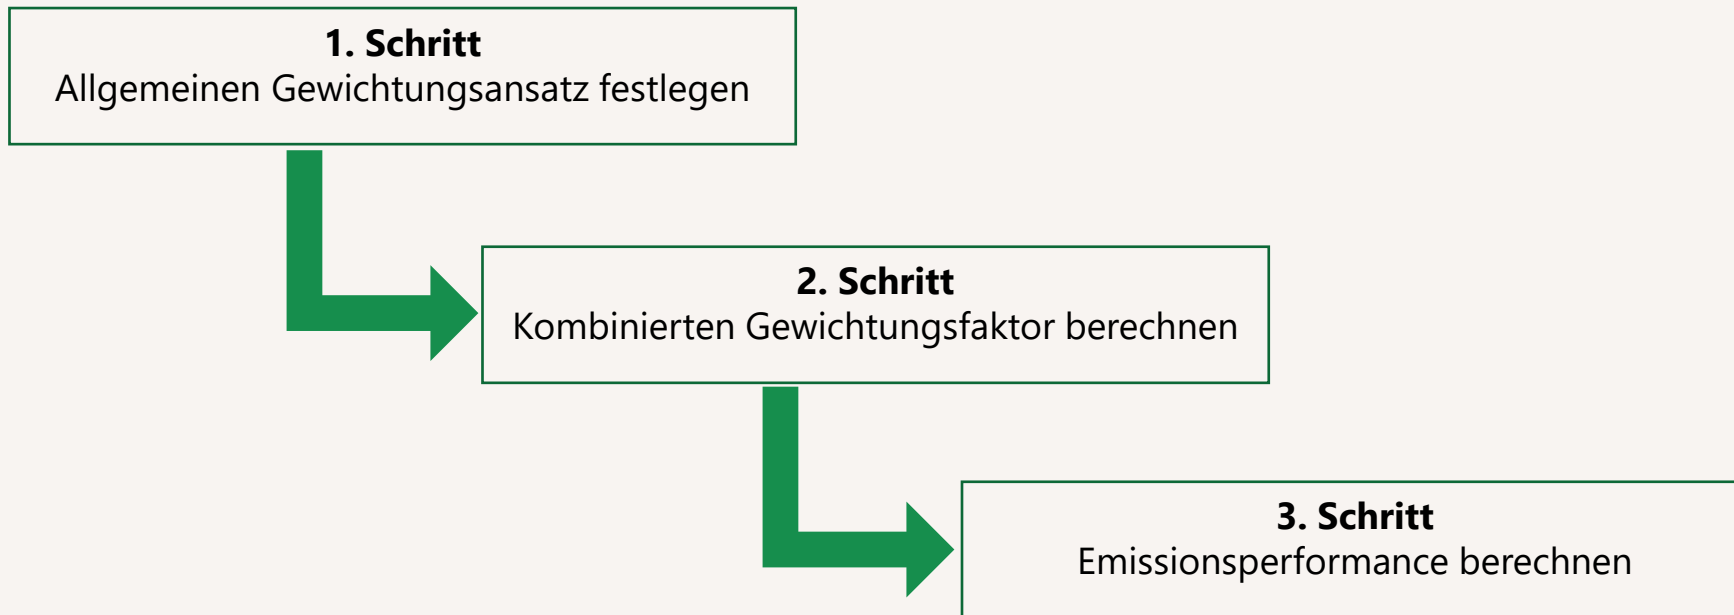 1. Schritt
Allgemeinen Gewichtungsansatz festlegen
2. Schritt
Kombinierten Gewichtungsfaktor berechnen
3. Schritt
Emissionsperformance berechnen